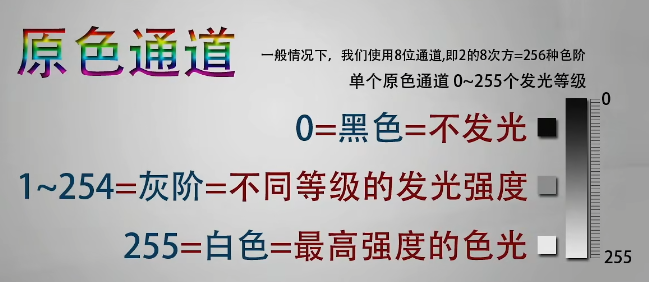 原色通道
一般情况下，我们使用8位通道,即2的8次方=256种色阶
单个原色通道 0~255个发光等级
0
0=黑色=不发光
1~254=灰阶=不同等级的发光强度
255=白色=最高强度的色光
255